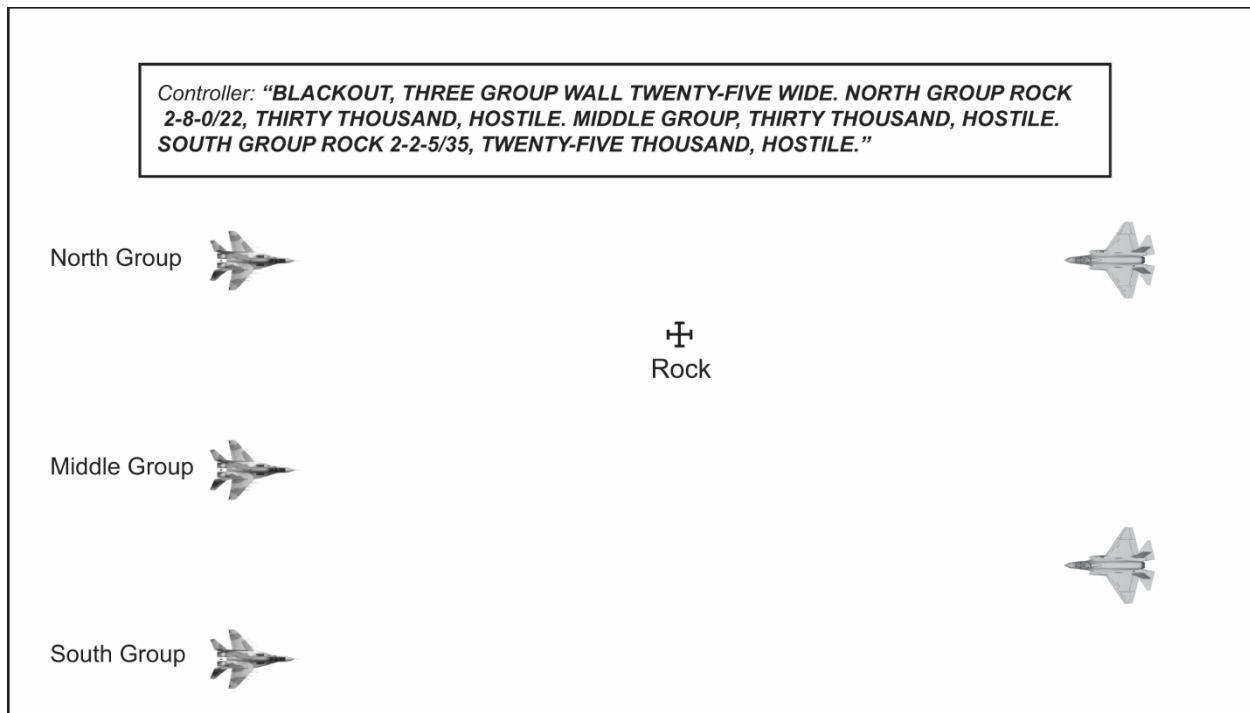 Controller: “BLACKOUT, THREE GROUP WALL TWENTY-FIVE WIDE. NORTH GROUP ROCK
2-8-0/22, THIRTY THOUSAND, HOSTILE. MIDDLE GROUP, THIRTY THOUSAND, HOSTILE.
SOUTH GROUP ROCK 2-2-5/35, TWENTY-FIVE THOUSAND, HOSTILE.”
North Group
Rock
Middle Group
South Group